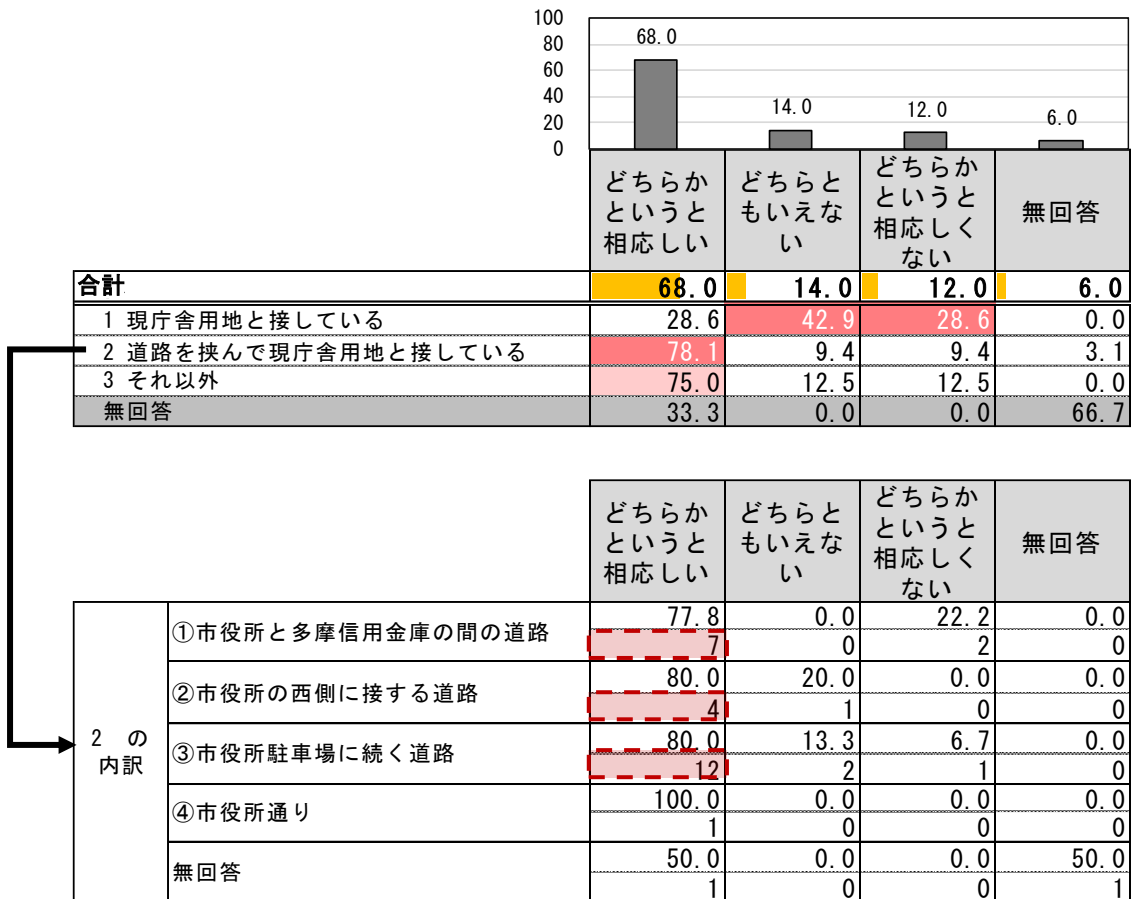 100
80
60
40
20
0
68.0
14.0
12.0
6.0
どちらか
というと
相応しい
どちらと
もいえな
い
どちらか
というと
相応しく
ない
無回答
合計 68.0 14.0 12.0 6.0
1 現庁舎用地と接している 28.6 42.9 28.6 0.0
2 道路を挟んで現庁舎用地と接している 78.1 9.4 9.4 3.1
3 それ以外 75.0 12.5 12.5 0.0
無回答 33.3 0.0 0.0 66.7
どちらか
というと
相応しい
どちらと
もいえな
い
どちらか
というと
相応しく
ない
無回答
2 の
内訳
①市役所と多摩信用金庫の間の道路
77.8 0.0 22.2 0.0
7 0 2 0
②市役所の西側に接する道路
80.0 20.0 0.0 0.0
4 1 0 0
③市役所駐車場に続く道路
80.0 13.3 6.7 0.0
12 2 1 0
④市役所通り
100.0 0.0 0.0 0.0
1 0 0 0
無回答
50.0 0.0 0.0 50.0
1 0 0 1